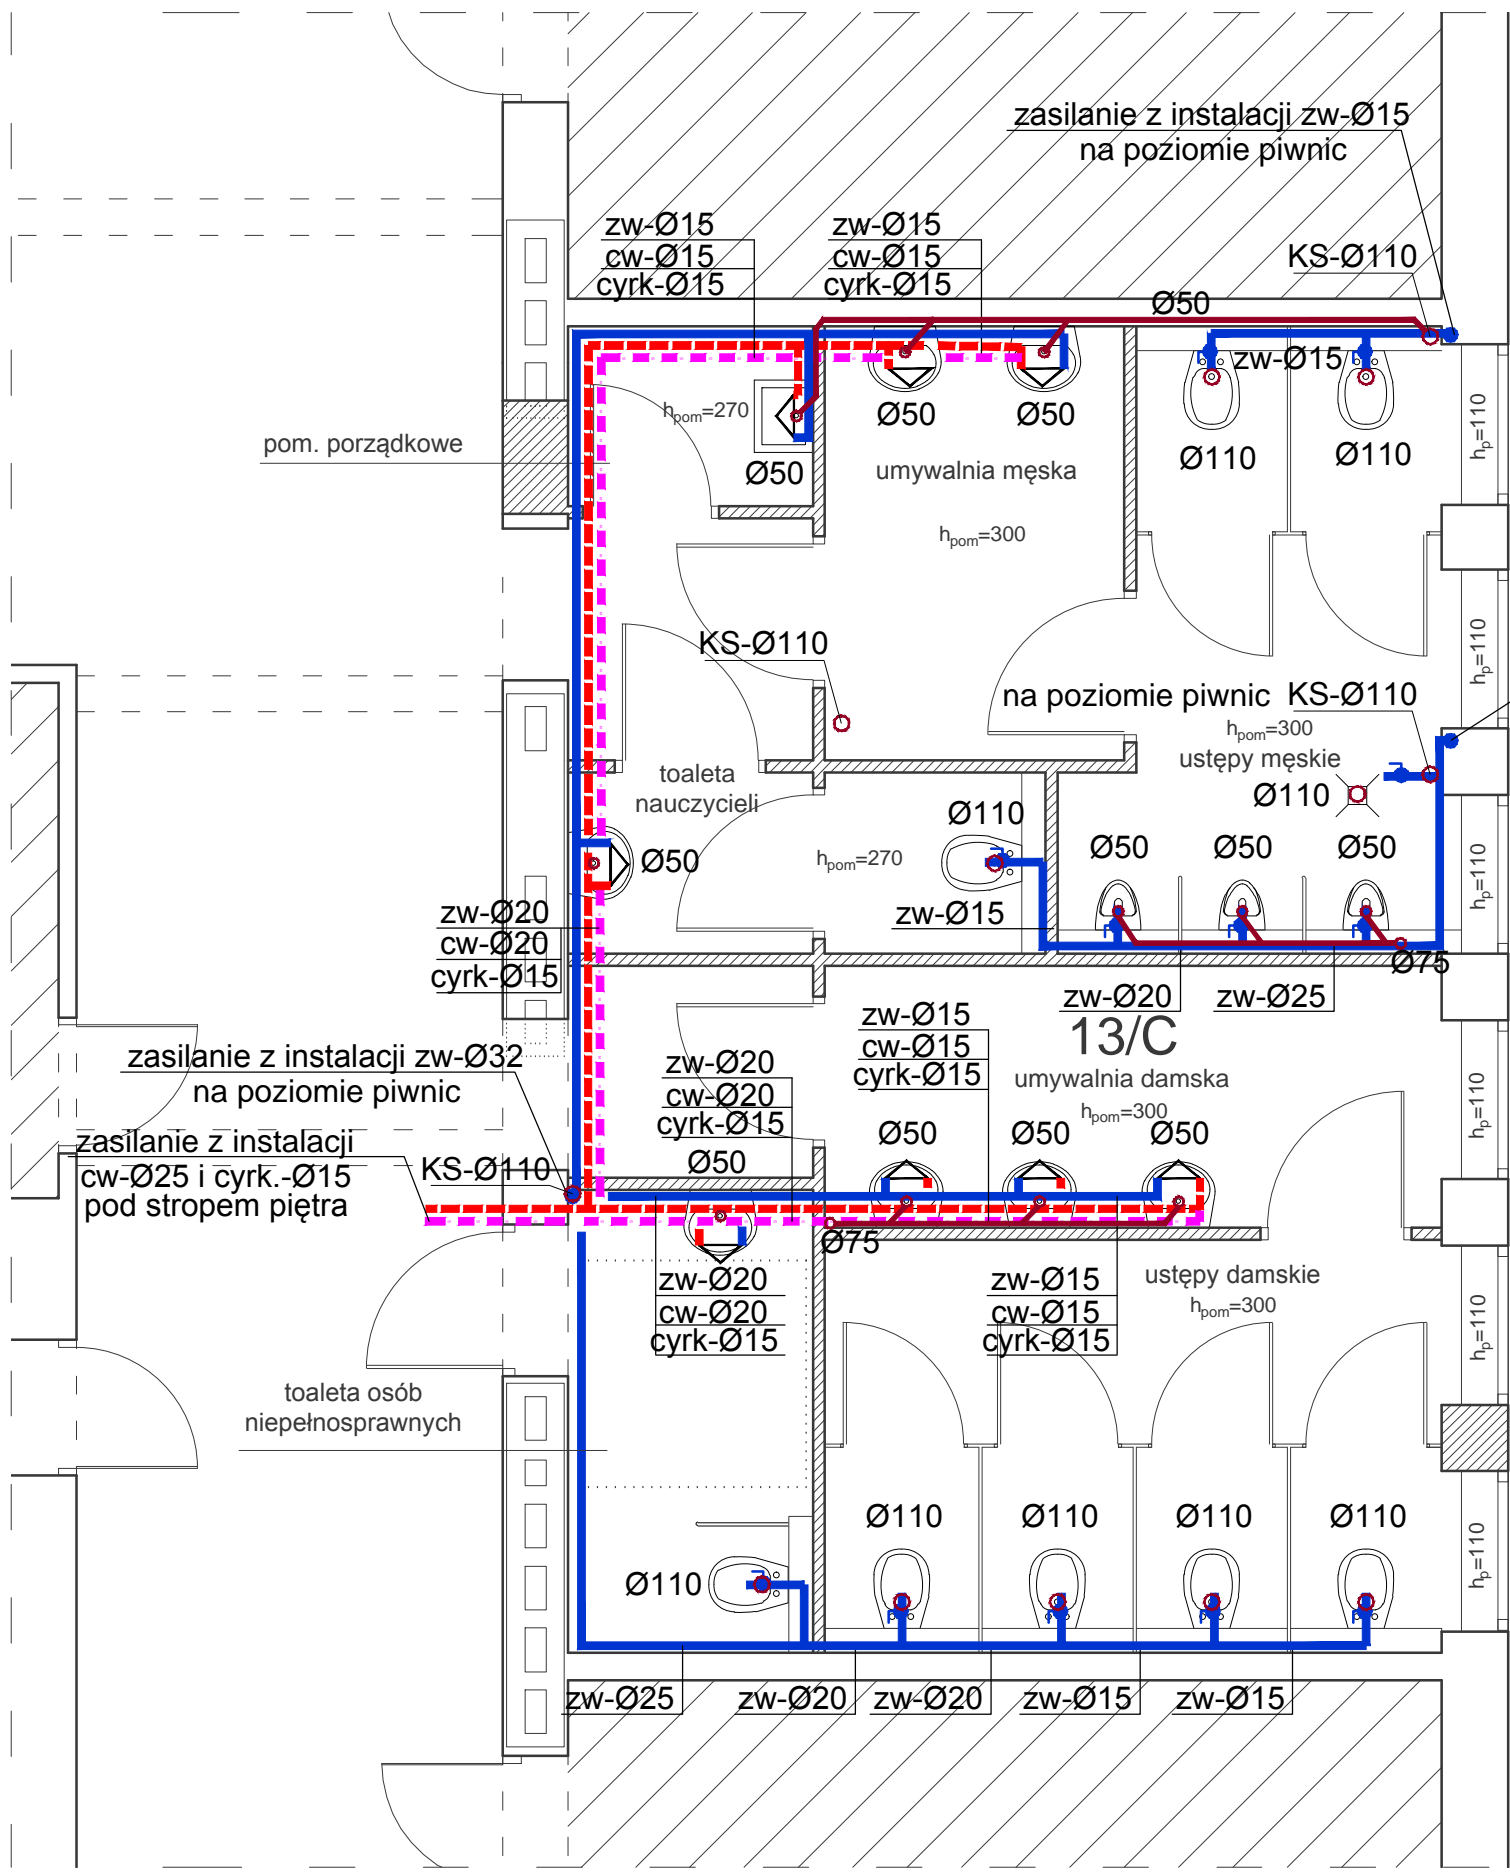 zasilanie z instalacji zw-Ø15
na poziomie piwnic
zw-Ø15
cw-Ø15
cyrk-Ø15
zw-Ø15
cw-Ø15
cyrk-Ø15
KS-Ø110
Ø50
zw-Ø15
hpom=270
Ø50
Ø50
Ø50
pom. porządkowe
umywalnia męska
hpom=300
Ø110
Ø110
hp=110
KS-Ø110
hp=110
na poziomie piwnic
KS-Ø110
hpom=300
ustępy męskie
Ø110
toaleta
nauczycieli
Ø50
hpom=270
Ø110
zw-Ø15
Ø50
Ø50
Ø50
hp=110
zw-Ø20
cw-Ø20
cyrk-Ø15
Ø75
zw-Ø20
zw-Ø25
13/C
umywalnia damska
hpom=300
zw-Ø15
cw-Ø15
cyrk-Ø15
zasilanie z instalacji zw-Ø32
na poziomie piwnic
zw-Ø20
cw-Ø20
cyrk-Ø15
hp=110
zasilanie z instalacji
cw-Ø25 i cyrk.-Ø15
pod stropem piętra
KS-Ø110
Ø50
Ø50
Ø50
Ø50
Ø75
zw-Ø20
cw-Ø20
cyrk-Ø15
zw-Ø15
cw-Ø15
cyrk-Ø15
ustępy damskie
hpom=300
hp=110
toaleta osób
niepełnosprawnych
Ø110
Ø110
Ø110
Ø110
Ø110
hp=110
zw-Ø25
zw-Ø20
zw-Ø20
zw-Ø15
zw-Ø15